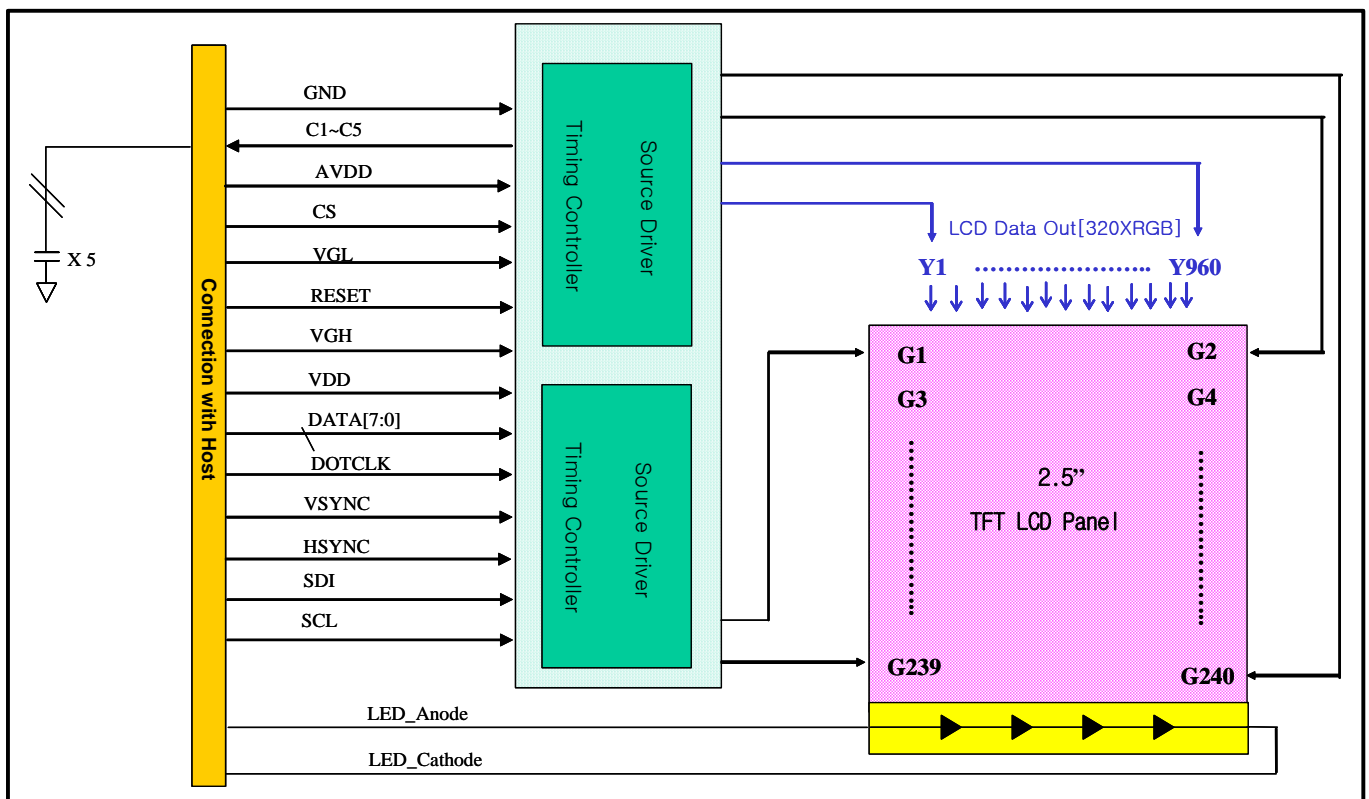 Connection with Host
X 5
GND
C1~C5
AVDD
CS
VGL
RESET
VGH
VDD
DATA[7:0]
DOTCLK
VSYNC
HSYNC
SDI
SCL
LED_Anode
LED_Cathode
Source Driver
Timing Controller
Source Driver
Timing Controller
LCD Data Out[320XRGB]
Y1 Y960
G1 G2
G3 G4
2.5”
TFT LCD Panel
G239 G240